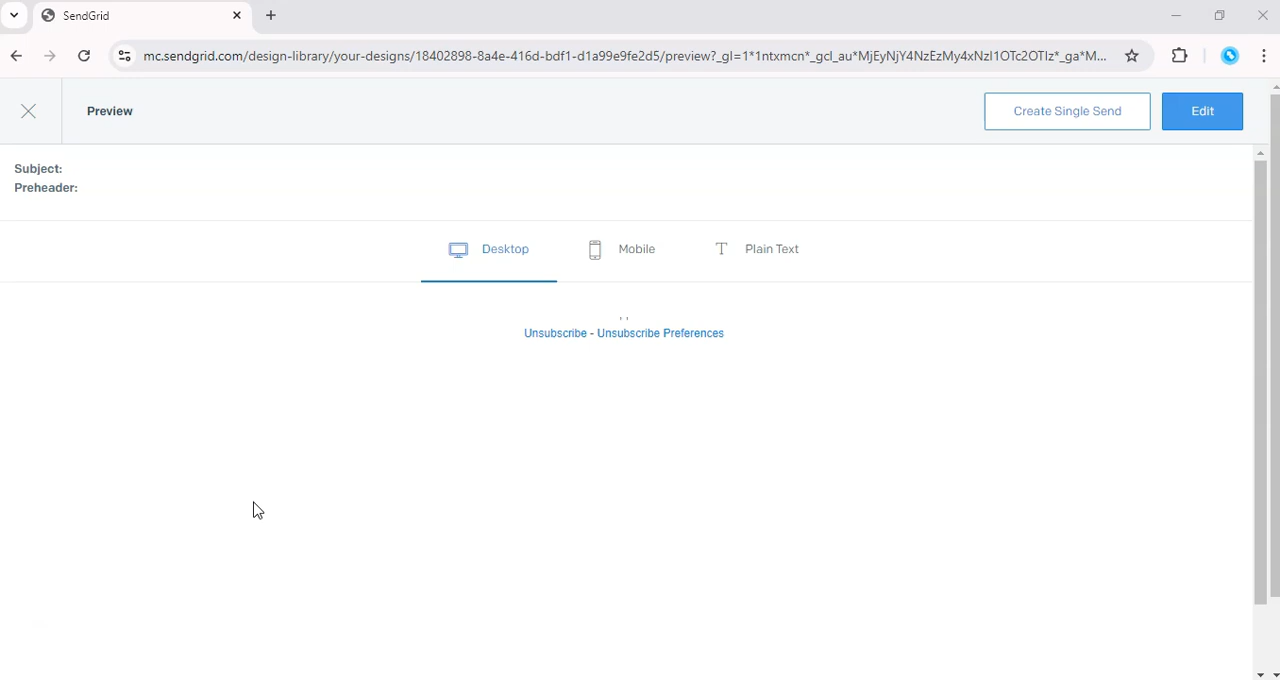 SendGrid
mc.sendgrid.com/design-library/your-designs/18402898-8a4e-416d-bdf1-d1a99e9fe2d5/preview?_gl=1*1ntxmcn*_gcl_au*MjEyNjY4NzEzMy4xNzI1OTc2OTIz*_ga*M...
Preview
Create Single Send
Edit
Subject:
Preheader:
Desktop
Mobile
Plain Text
, ,
Unsubscribe - Unsubscribe Preferences